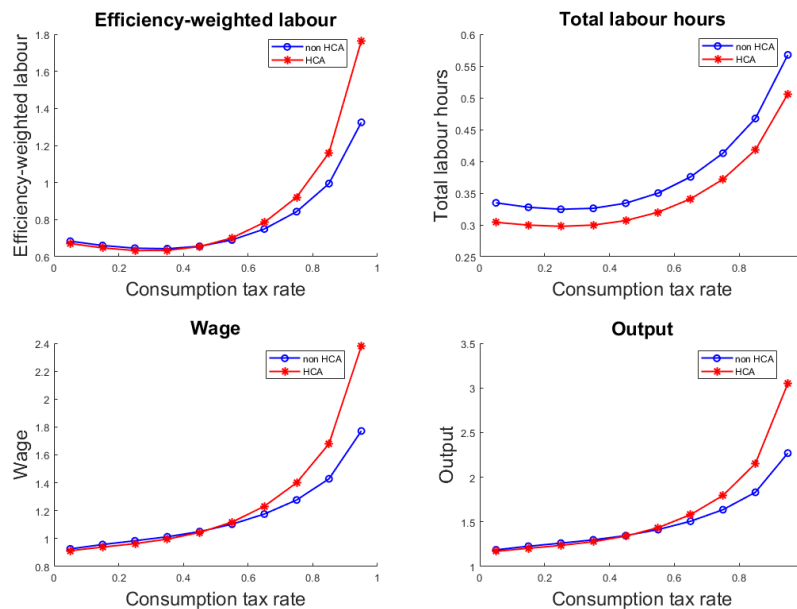 Efficiency-weighted labour
Efficiency-weighted labour
1.8
1.6
1.4
1.2
1
0.8
0.6
non HCA
HCA
0
0.2
0.4
0.6
0.8
1
Consumption tax rate
Total labour hours
Total labour hours
0.6
0.55
0.5
0.45
0.4
0.35
0.3
0.25
non HCA
HCA
0
0.2
0.4
0.6
0.8
Consumption tax rate
Wage
Wage
2.4
2.2
2
1.8
1.6
1.4
1.2
1
0.8
non HCA
HCA
0
0.2
0.4
0.6
0.8
1
Consumption tax rate
Output
Output
3.5
3
2.5
2
1.5
1
non HCA
HCA
0
0.2
0.4
0.6
0.8
Consumption tax rate